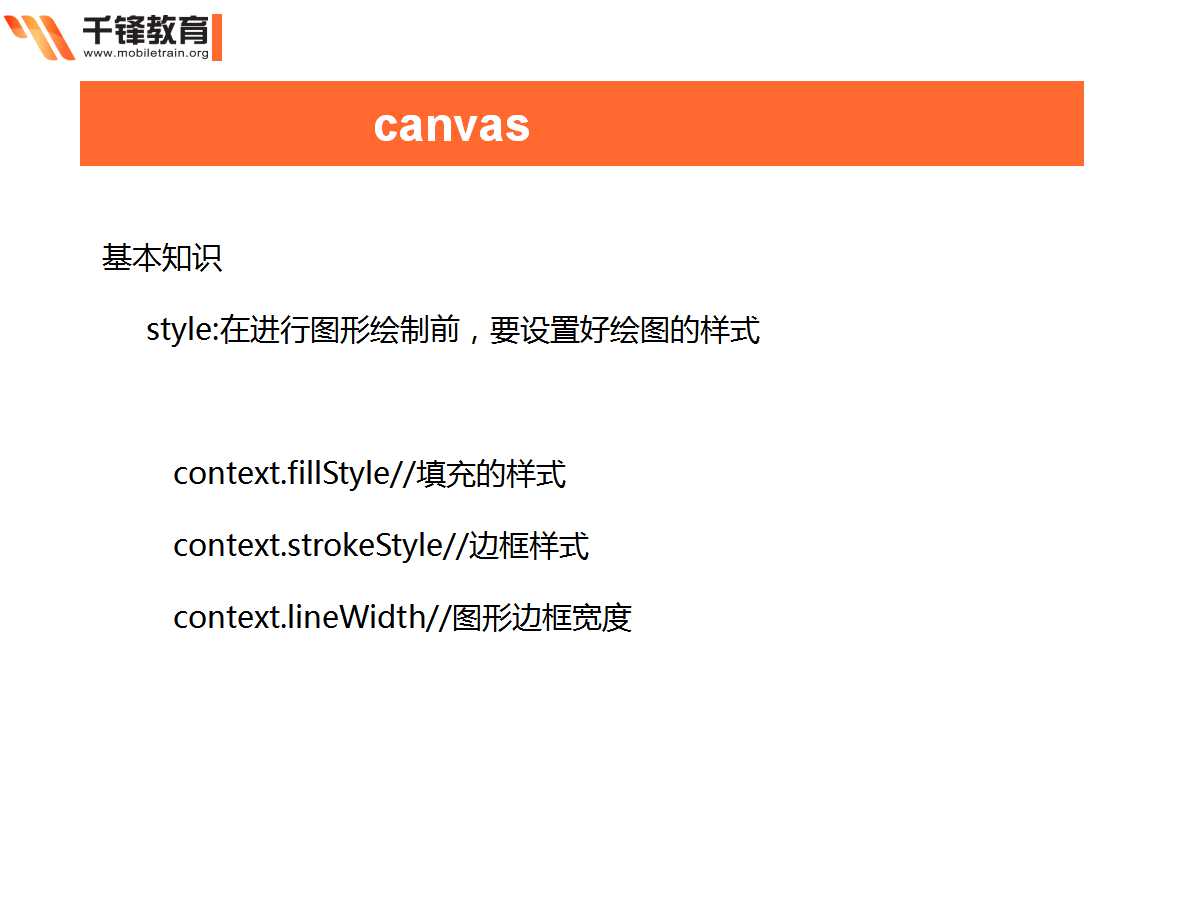 千锋教育
www.mobiletrain.org
canvas
基本知识
style:在进行图形绘制前，要设置好绘图的样式
context.fillStyle//填充的样式
context.strokeStyle//边框样式
context.lineWidth//图形边框宽度